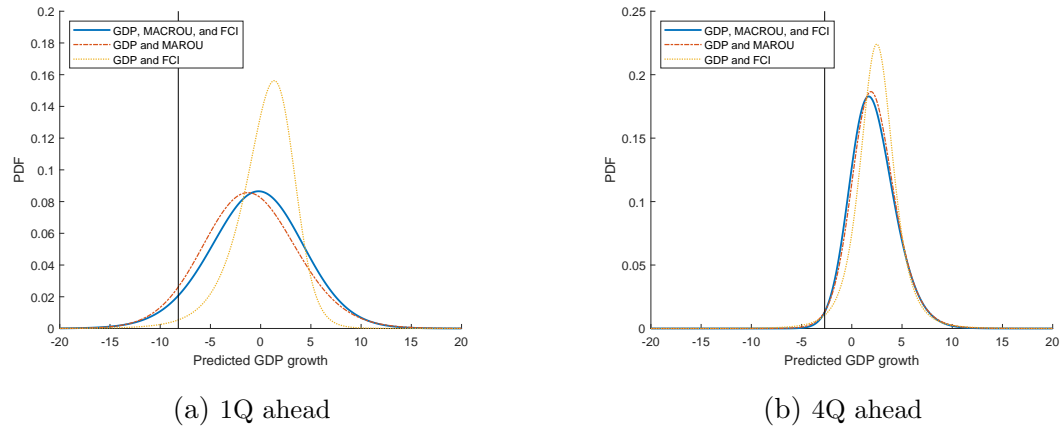 0.2
0.18
0.16
0.14
0.12
0.1
0.08
0.06
0.04
0.02
0
PDF
GDP, MACROU, and FCI
GDP and MAROU
GDP and FCI
-20 -15 -10 -5 0 5 10 15 20
Predicted GDP growth
(a) 1Q ahead
0.25
0.2
0.15
0.1
0.05
0
PDF
GDP, MACROU, and FCI
GDP and MAROU
GDP and FCI
-20 -15 -10 -5 0 5 10 15 20
Predicted GDP growth
(b) 4Q ahead